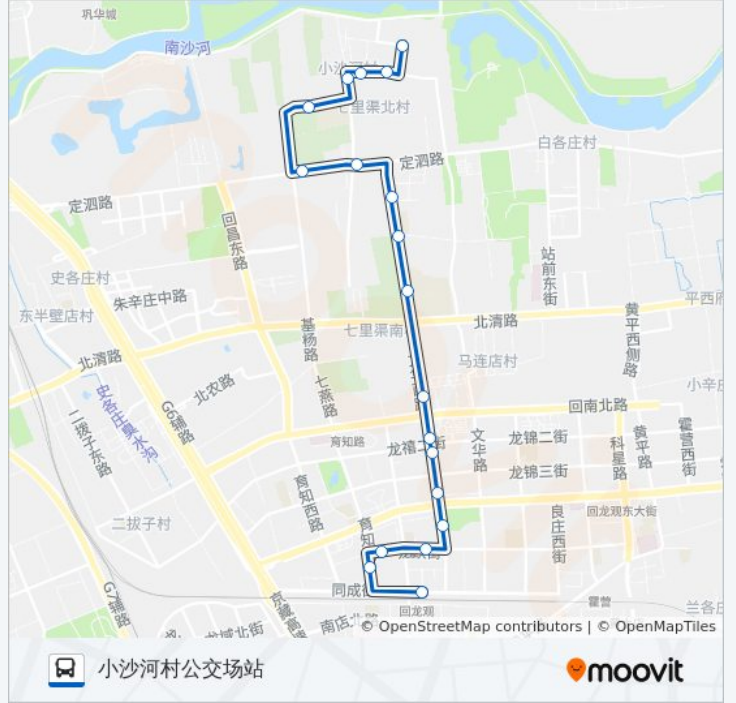 巩华城
南沙河
小沙河
七里渠北村
白各庄村
定泗路
定泗路
回昌东路
站前东街
史各庄村
朱辛庄中路
东半壁店村
平西府
北清路
七里渠南
黄平西侧路
基杨路
北清路
马连店村
七燕路
北农路
小辛庄
史各庄臭水沟
G6辅路
回南北路
二拨子东路
育知路
龙禧二街
文华路
龙锦二街
科星路
黄平路
霍营西街
龙锦三街
育知西路
育知
良庄西街
回龙观东大街
二拔子村
G7辅路
同成街
京藏高速
霍营
兰各庄
回龙观
龙域北街
南店北路
© OpenStreetMap contributors | © OpenMapTiles
小沙河村公交场站
moovit